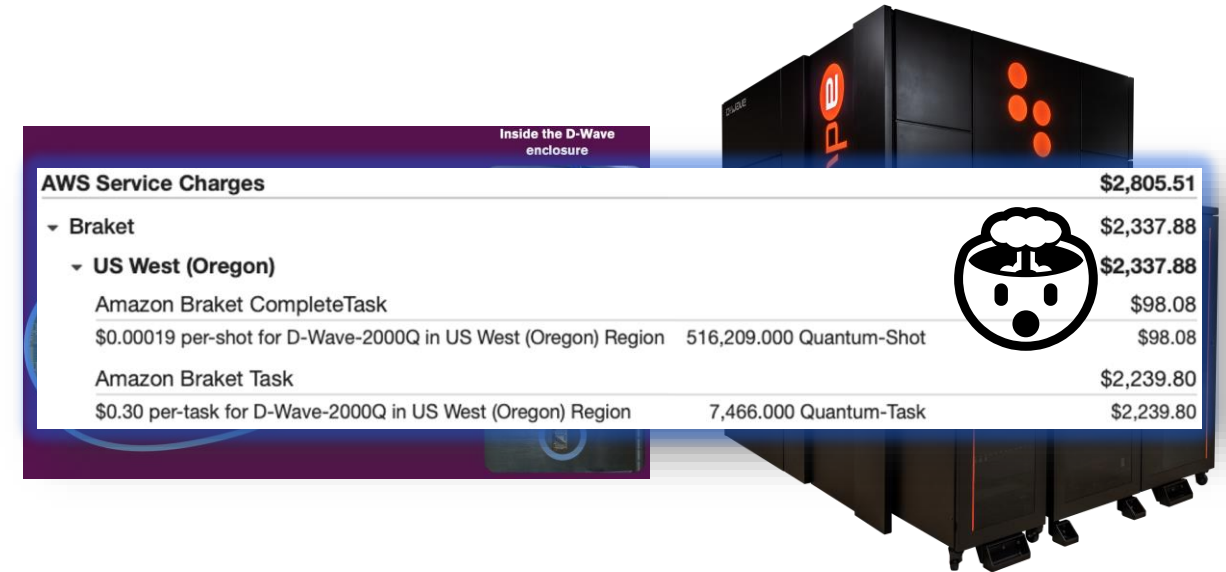 Inside the D-Wave
enclosure
AWS Service Charges $2,805.51
Braket $2,337.88
US West (Oregon) $2,337.88
Amazon Braket CompleteTask $98.08
$0.00019 per-shot for D-Wave-2000Q in US West (Oregon) Region 516,209.000 Quantum-Shot $98.08
Amazon Braket Task $2,239.80
$0.30 per-task for D-Wave-2000Q in US West (Oregon) Region 7,466.000 Quantum-Task $2,239.80